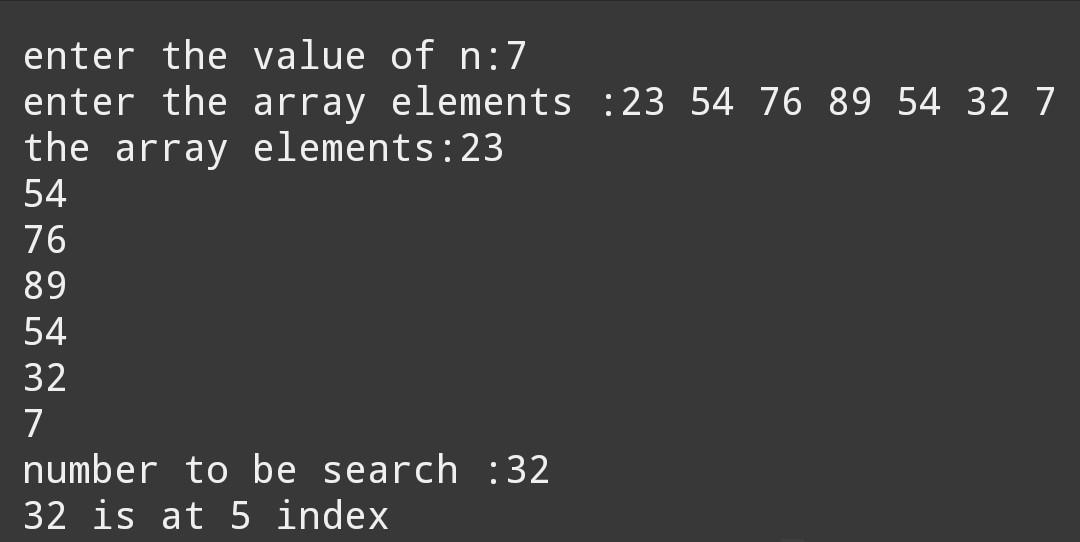 enter the value of n:7
enter the array elements :23 54 76 89 54 32 7
the array elements:23
54
76
89
54
32
7
number to be search :32
32 is at 5 index